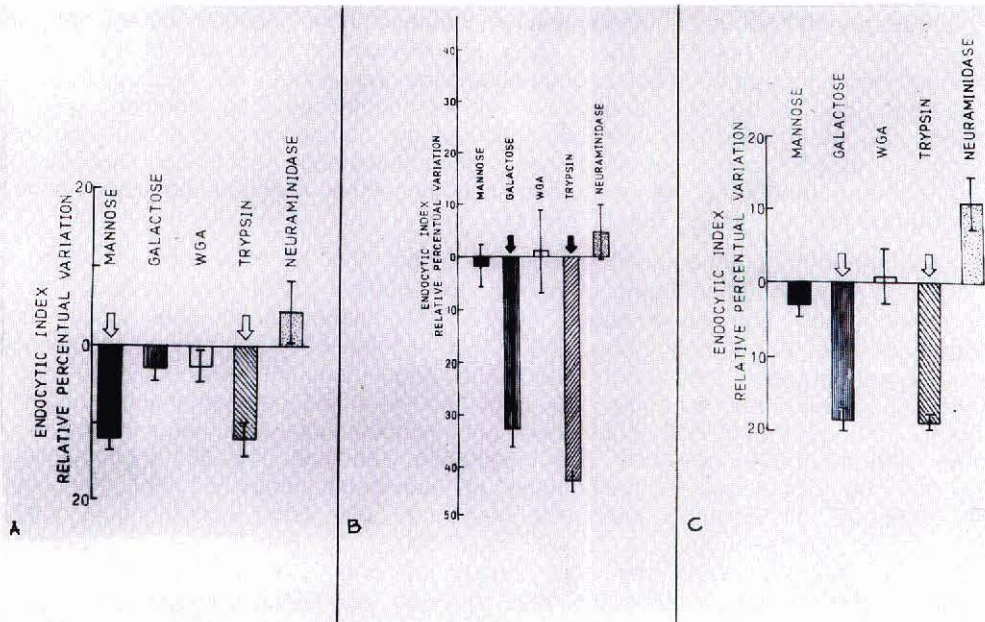 ENDOCYTIC INDEX
RELATIVE PERCENTUAL VARIATION
20
0
20
MANNOSE
GALACTOSE
WGA
TRYPSIN
NEURAMINIDASE
A
ENDOCYTIC INDEX
RELATIVE PERCENTUAL VARIATION
40
30
20
10
0
10
20
30
40
50
MANNOSE
GALACTOSE
WGA
TRYPSIN
NEURAMINIDASE
B
ENDOCYTIC INDEX
RELATIVE PERCENTUAL VARIATION
20
10
0
10
20
MANNOSE
GALACTOSE
WGA
TRYPSIN
NEURAMINIDASE
C